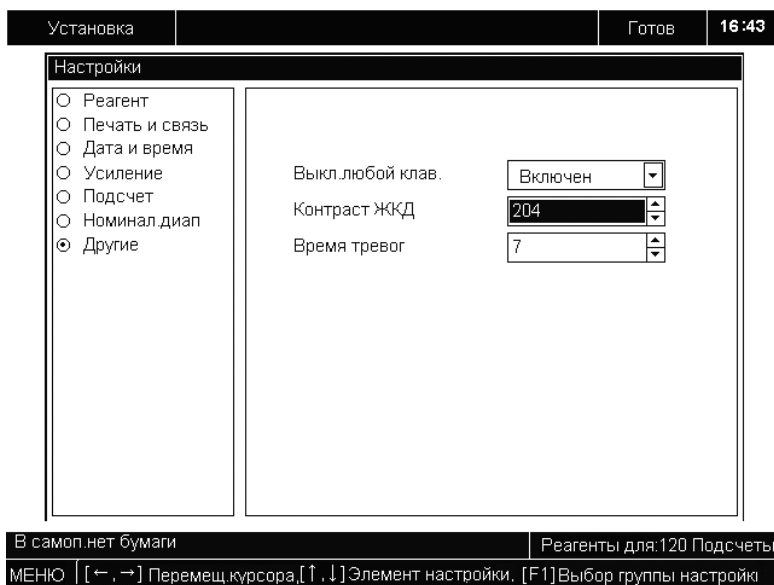 Установка Готов 16:43
Настройки
Реагент
Печать и связь
Дата и время
Усиление
Подсчет
Номинал.диап
Другие
Выкл.любой клав. Включен
Контраст ЖКД 204
Время тревог 7
В самоп.нет бумаги Реагенты для:120 Подсчеты
МЕНЮ [←,→] Перемещ.курсора,[↑,↓]Элемент настройки, [F1]Выбор группы настройкı